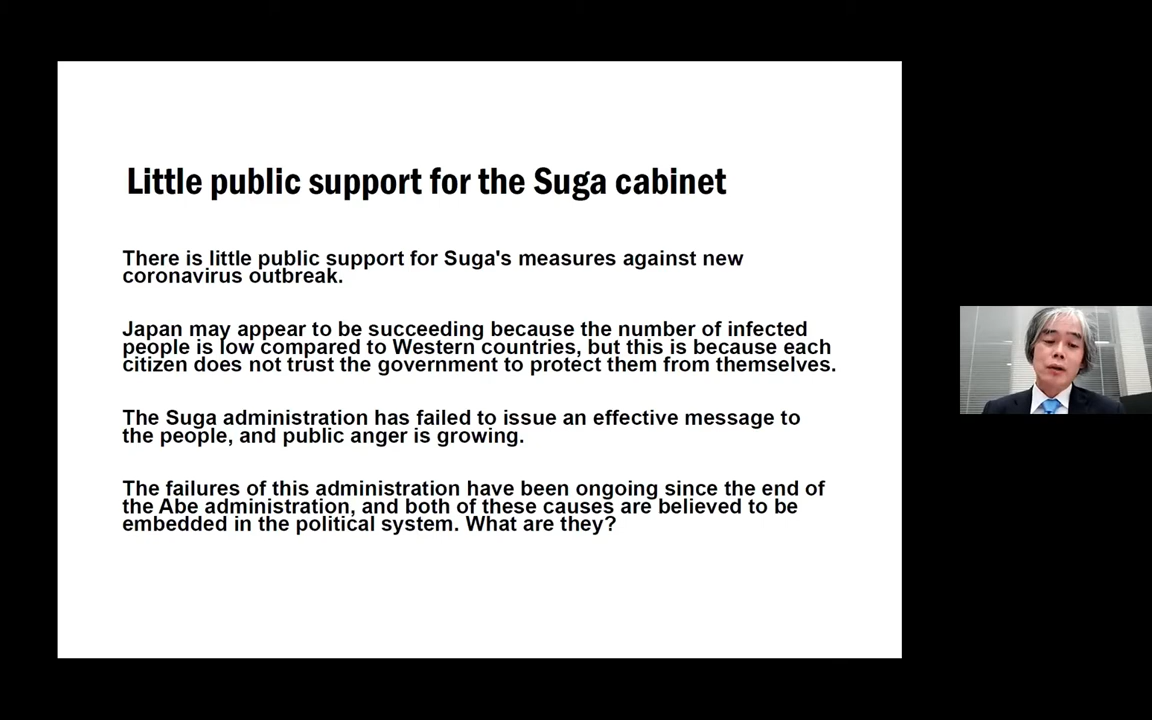 Little public support for the Suga cabinet
There is little public support for Suga's measures against new
coronavirus outbreak.
Japan may appear to be succeeding because the number of infected
people is low compared to Western countries, but this is because each
citizen does not trust the government to protect them from themselves.
The Suga administration has failed to issue an effective message to
the people, and public anger is growing.
The failures of this administration have been ongoing since the end of
the Abe administration, and both of these causes are believed to be
embedded in the political system. What are they?